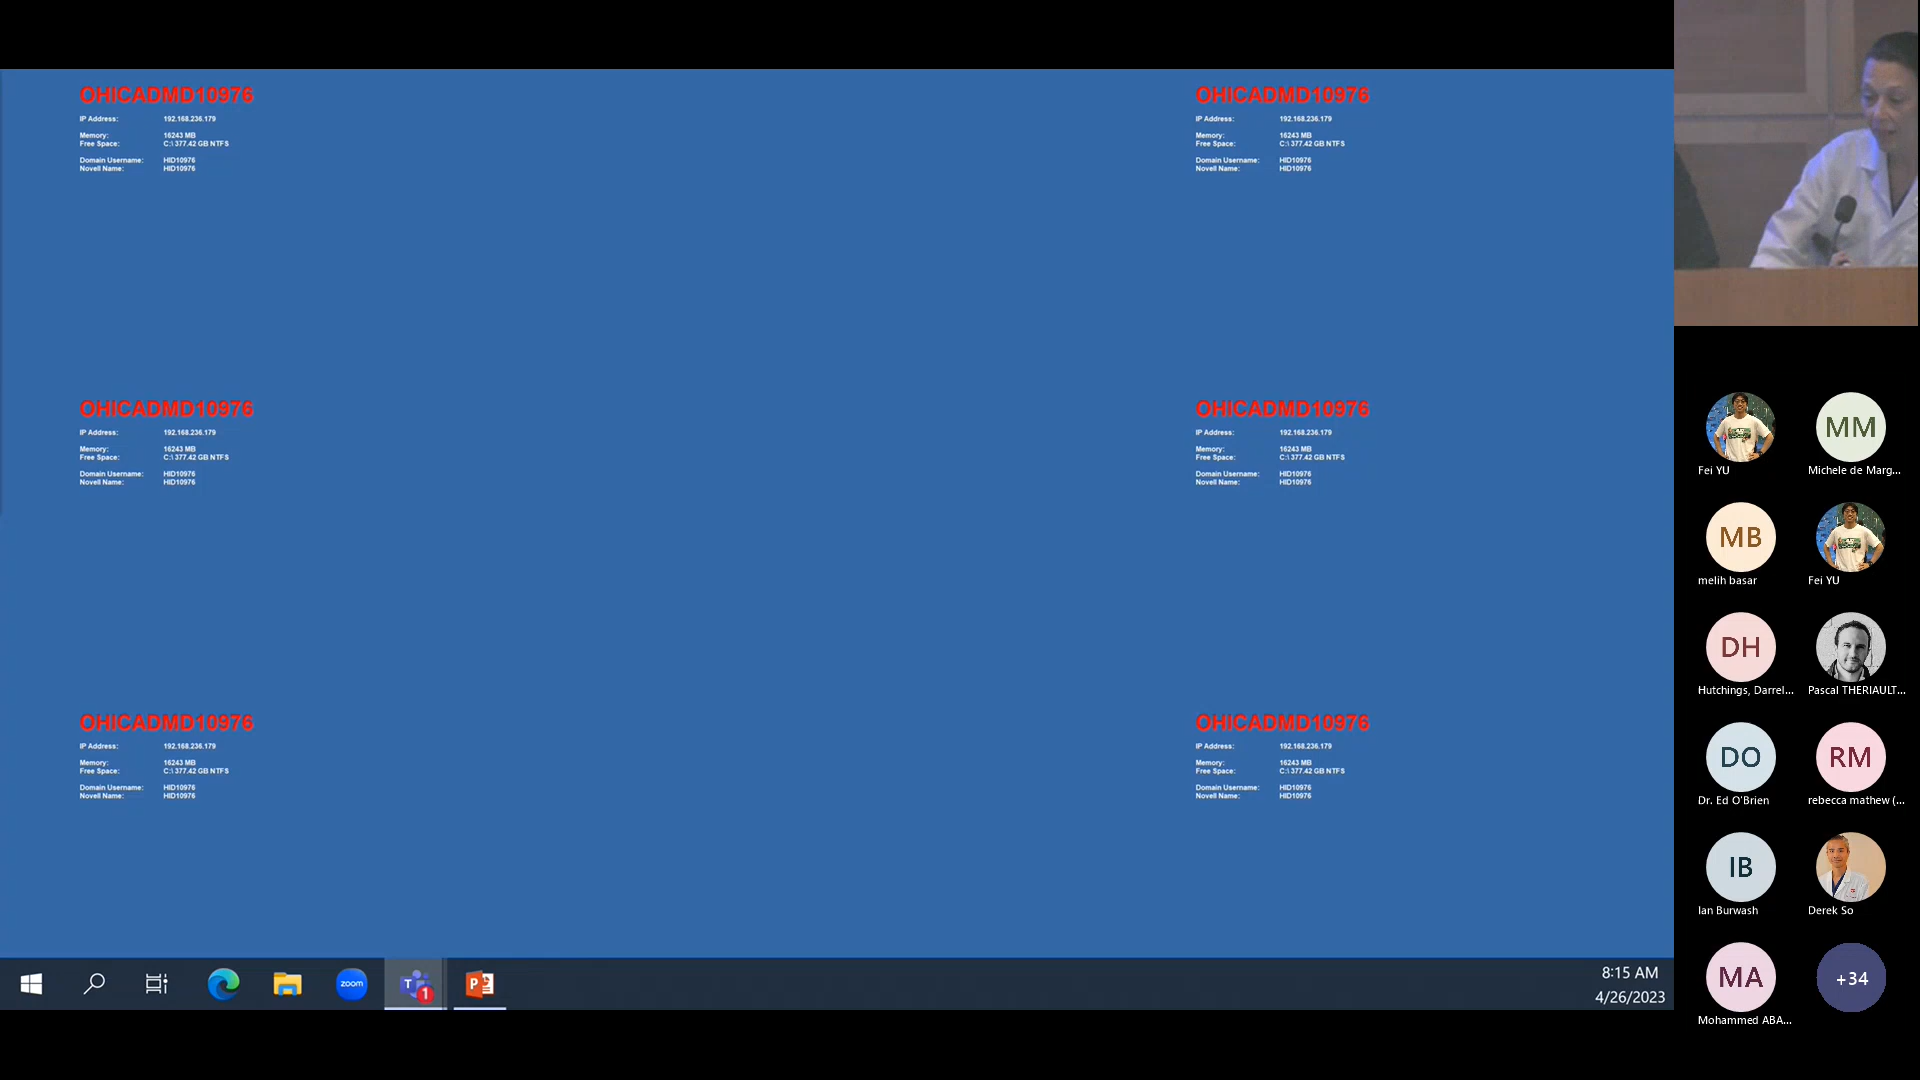 OHICADMD10976
IP Address: 192.168.236.179
Memory: 16243 MB
Free Space: C:\ 377.42 GB NTFS
Domain Username: HID10976
Novell Name: HID10976
OHICADMD10976
IP Address: 192.168.236.179
Memory: 16243 MB
Free Space: C:\ 377.42 GB NTFS
Domain Username: HID10976
Novell Name: HID10976
OHICADMD10976
IP Address: 192.168.236.179
Memory: 16243 MB
Free Space: C:\ 377.42 GB NTFS
Domain Username: HID10976
Novell Name: HID10976
OHICADMD10976
IP Address: 192.168.236.179
Memory: 16243 MB
Free Space: C:\ 377.42 GB NTFS
Domain Username: HID10976
Novell Name: HID10976
OHICADMD10976
IP Address: 192.168.236.179
Memory: 16243 MB
Free Space: C:\ 377.42 GB NTFS
Domain Username: HID10976
Novell Name: HID10976
OHICADMD10976
IP Address: 192.168.236.179
Memory: 16243 MB
Free Space: C:\ 377.42 GB NTFS
Domain Username: HID10976
Novell Name: HID10976
zoom
T
1
P
8:15 AM
4/26/2023
Fei YU
MM
Michele de Marg...
MB
melih basar
Fei YU
DH
Hutchings, Darrel...
Pascal THERIAULT...
DO
Dr. Ed O'Brien
RM
rebecca mathew (...
IB
Ian Burwash
Derek So
MA
Mohammed ABA...
+34